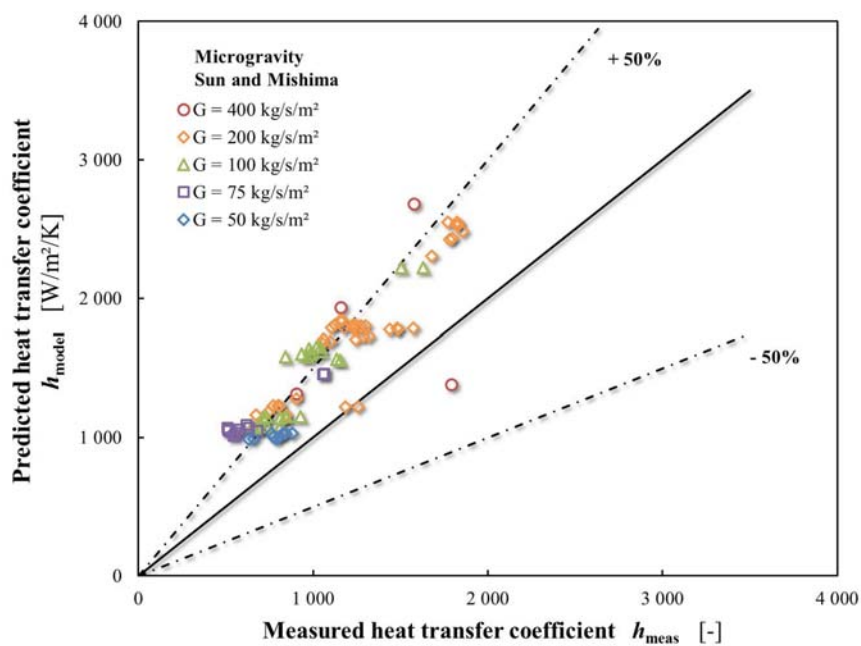 4 000
3 000
2 000
1 000
0
0
1 000
2 000
3 000
4 000
Predicted heat transfer coefficient
hmodel [W/m²/K]
Measured heat transfer coefficient hmeas [-]
Microgravity
Sun and Mishima
G = 400 kg/s/m²
G = 200 kg/s/m²
G = 100 kg/s/m²
G = 75 kg/s/m²
G = 50 kg/s/m²
+ 50%
- 50%